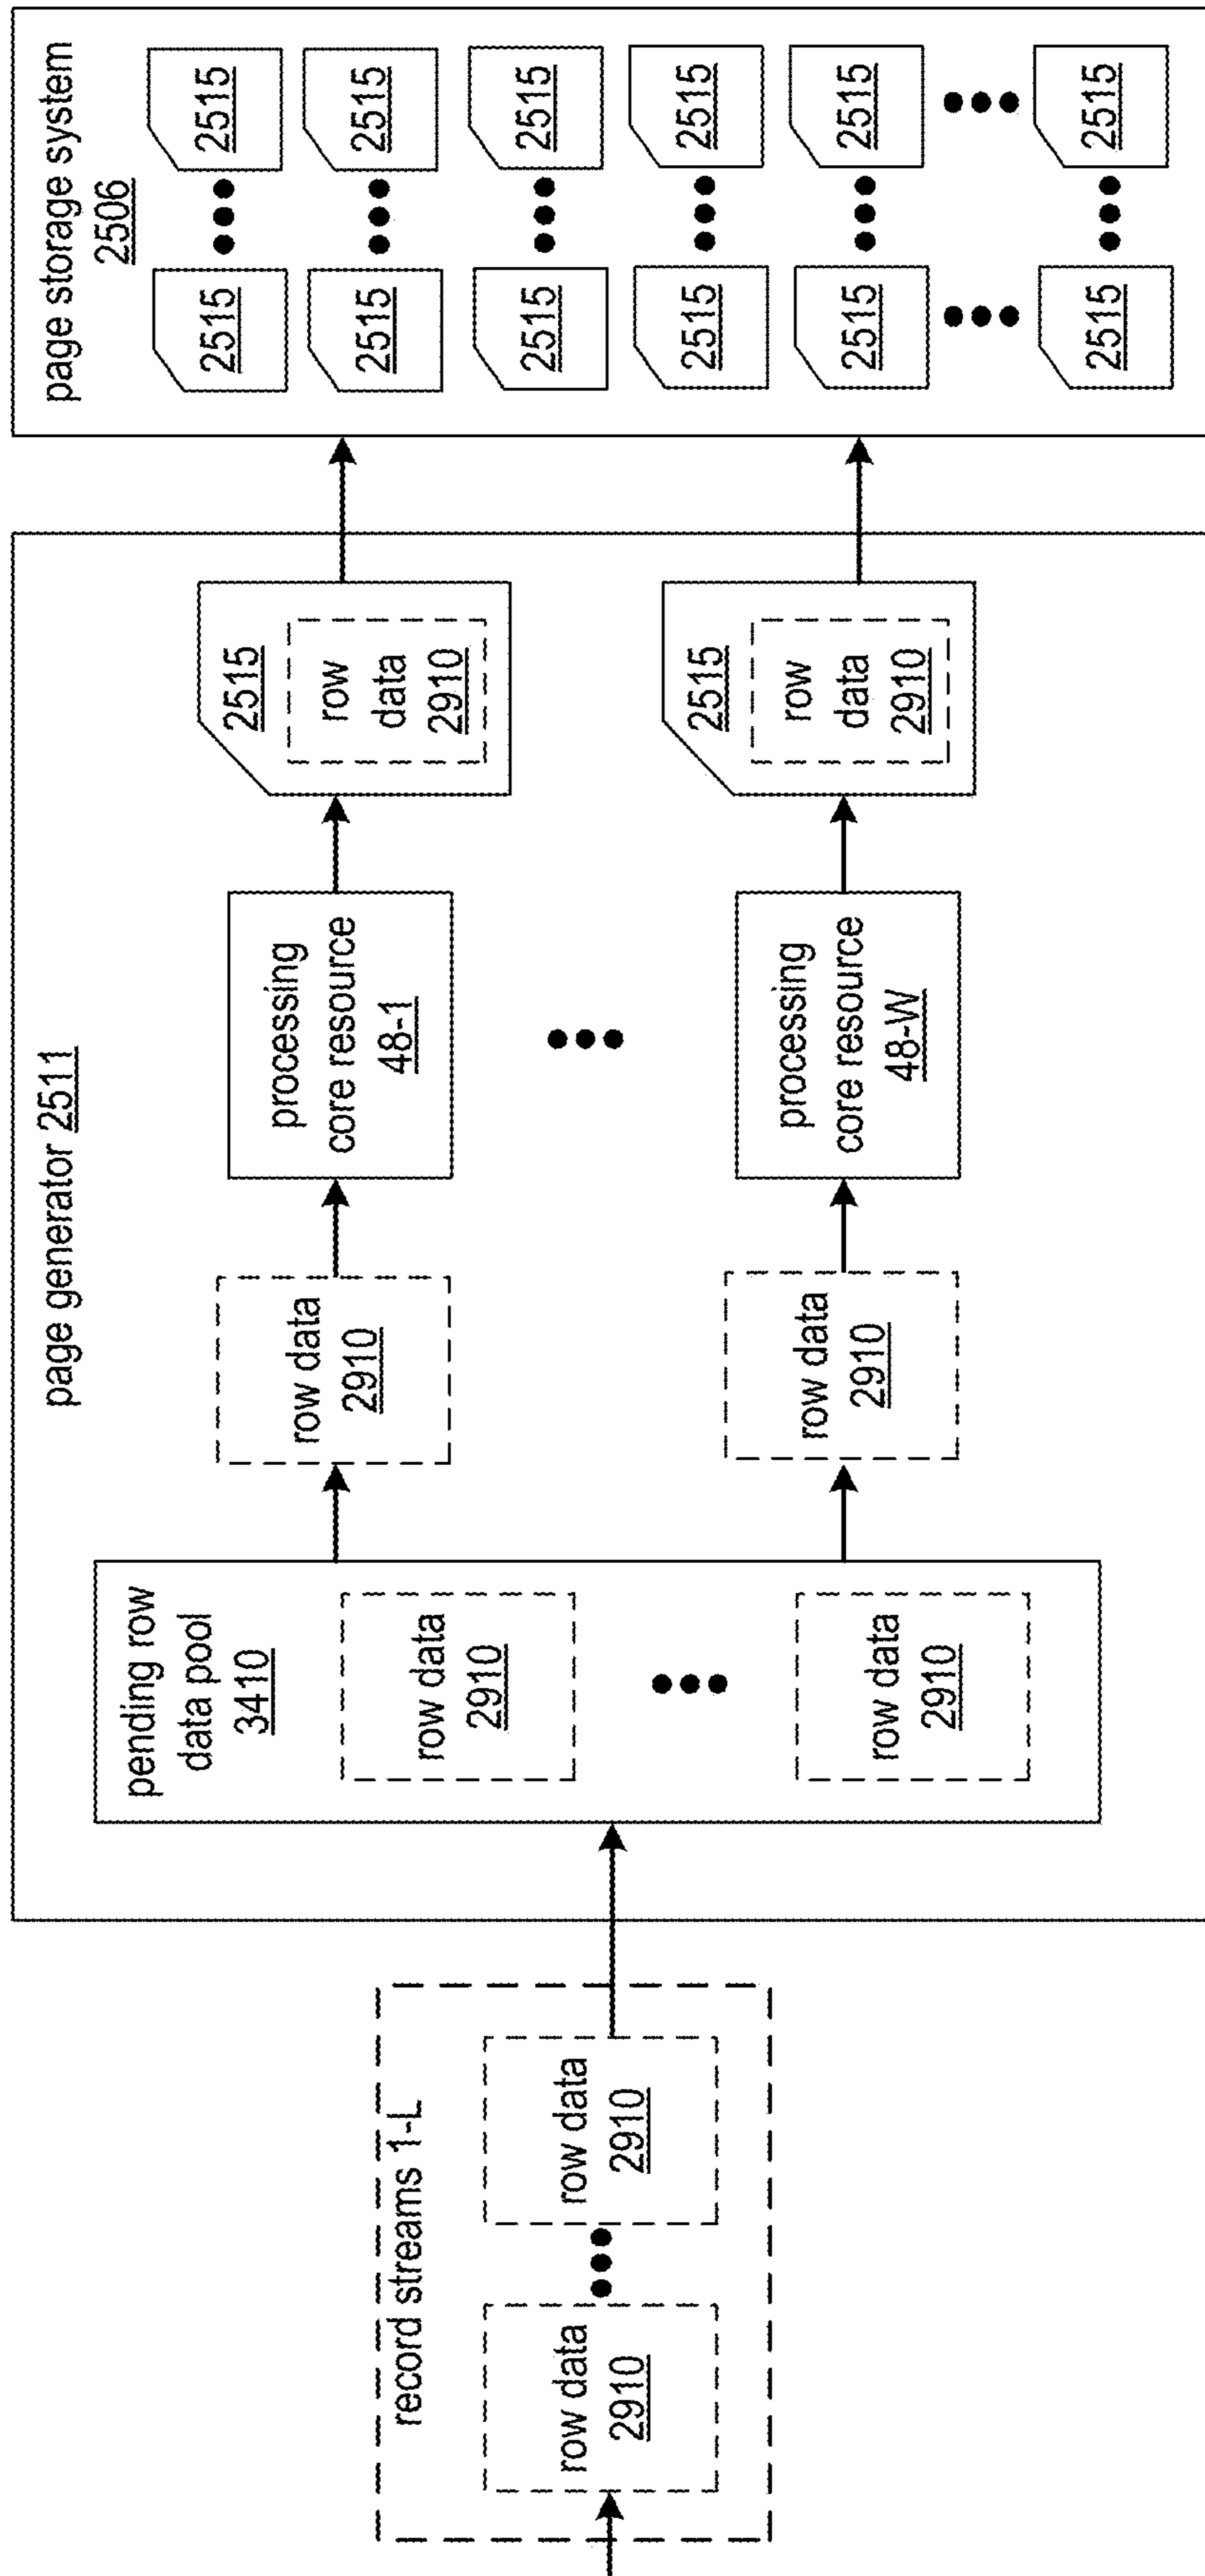 record streams 1-L
row data
2910
row data
2910
page generator 2511
pending row
data pool
3410
row data
2910
row data
2910
row data
2910
processing
core resource
48-1
2515
row
data
2910
row data
2910
processing
core resource
48-W
2515
row
data
2910
page storage system
2506
2515
2515
2515
2515
2515
2515
2515
2515
2515
2515
2515
2515